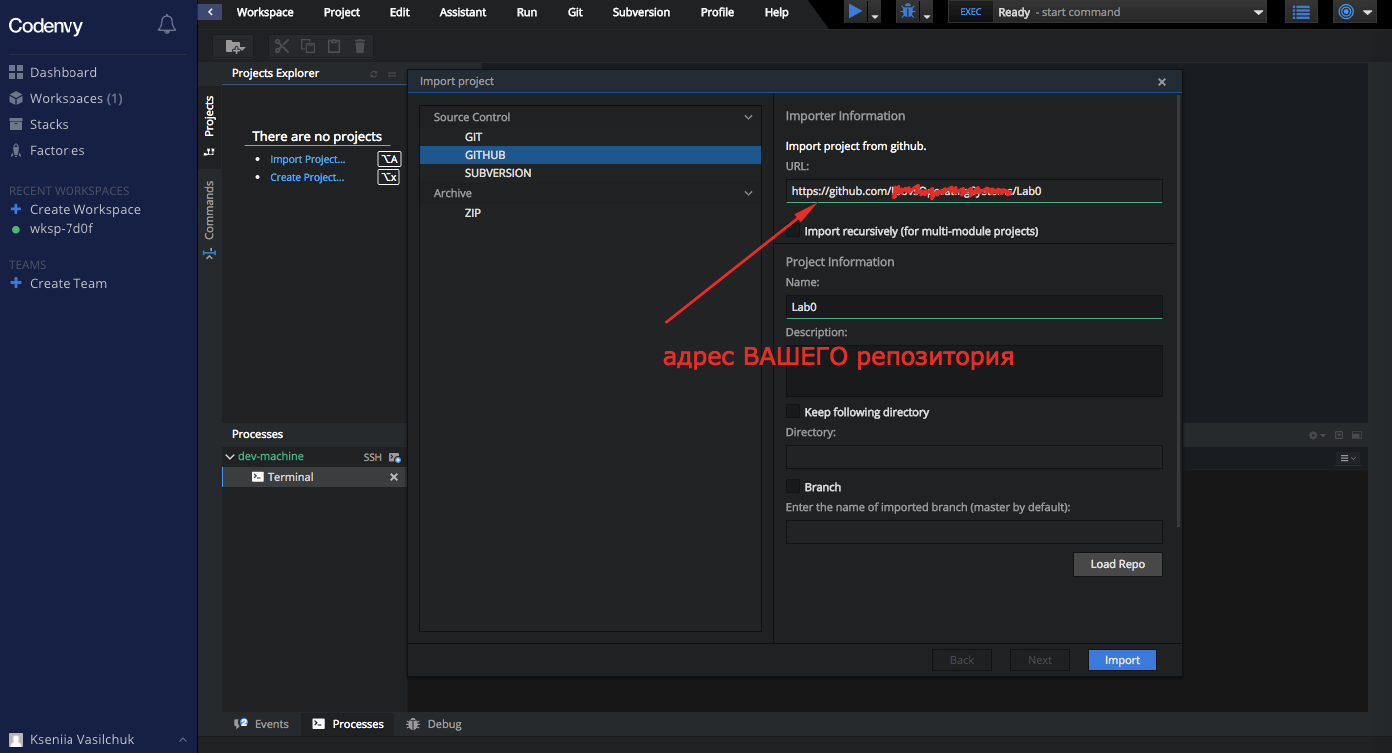 Codenvy
Dashboard
Workspaces (1)
Stacks
Factories
RECENT WORKSPACES
Create Workspace
wksp-7d0f
TEAMS
Create Team
Kseniia Vasilchuk
Workspace Project Edit Assistant Run Git Subversion Profile Help
EXEC Ready - start command
Projects
Commands
Projects Explorer
There are no projects
Import Project... ⌥A
Create Project... ⌥x
Processes
dev-machine SSH
Terminal
2 Events Processes Debug
Import project
Source Control
GIT
GITHUB
SUBVERSION
Archive
ZIP
Importer Information
Import project from github.
URL:
https://github.com/ /Lab0
Import recursively (for multi-module projects)
Project Information
Name:
Lab0
Description:
адрес ВАШЕГО репозитория
Keep following directory
Directory:
Branch
Enter the name of imported branch (master by default):
Load Repo
Back Next Import